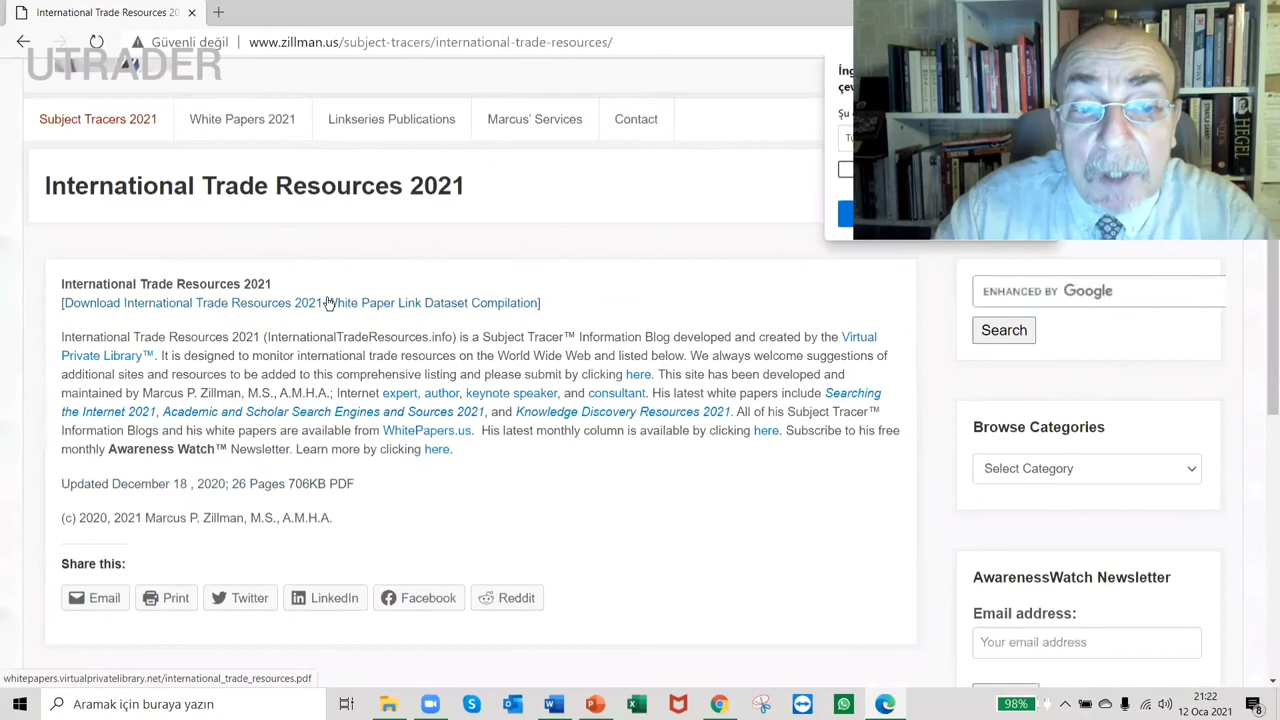 International Trade Resources 20
Güvenli değil
www.zillman.us/subject-tracers/international-trade-resources/
UTRADER
Subject Tracers 2021
White Papers 2021
Linkseries Publications
Marcus' Services
Contact
International Trade Resources 2021
HEGEL
International Trade Resources 2021
[Download International Trade Resources 2021 White Paper Link Dataset Compilation]
International Trade Resources 2021 (InternationalTradeResources.info) is a Subject Tracer™ Information Blog developed and created by the Virtual
Private Library™. It is designed to monitor international trade resources on the World Wide Web and listed below. We always welcome suggestions of
additional sites and resources to be added to this comprehensive listing and please submit by clicking here. This site has been developed and
maintained by Marcus P. Zillman, M.S., A.M.H.A.; Internet expert, author, keynote speaker, and consultant. His latest white papers include Searching
the Internet 2021, Academic and Scholar Search Engines and Sources 2021, and Knowledge Discovery Resources 2021. All of his Subject Tracer™
Information Blogs and his white papers are available from WhitePapers.us. His latest monthly column is available by clicking here. Subscribe to his free
monthly Awareness Watch™ Newsletter. Learn more by clicking here.
Updated December 18 , 2020; 26 Pages 706KB PDF
(c) 2020, 2021 Marcus P. Zillman, M.S., A.M.H.A.
Share this:
Email
Print
Twitter
LinkedIn
Facebook
Reddit
ENHANCED BY Google
Search
Browse Categories
Select Category
AwarenessWatch Newsletter
Email address:
Your email address
whitepapers.virtualprivatelibrary.net/international_trade_resources.pdf
Aramak için buraya yazın
98%
21:22
12 Oca 2021
8